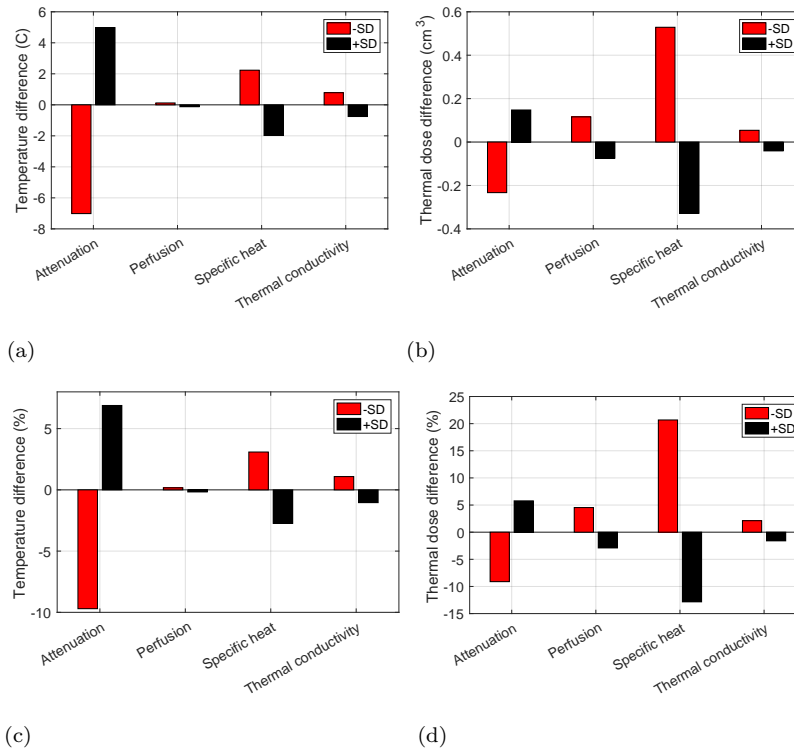 Temperature difference (C)
6
4
2
0
-2
-4
-6
-8
-SD
+SD
Attenuation
Perfusion
Specific heat
Thermal conductivity
(a)
Thermal dose difference (cm³)
0.6
0.4
0.2
0
-0.2
-0.4
-SD
+SD
Attenuation
Perfusion
Specific heat
Thermal conductivity
(b)
Temperature difference (%)
5
0
-5
-10
-SD
+SD
Attenuation
Perfusion
Specific heat
Thermal conductivity
(c)
Thermal dose difference (%)
25
20
15
10
5
0
-5
-10
-15
-SD
+SD
Attenuation
Perfusion
Specific heat
Thermal conductivity
(d)